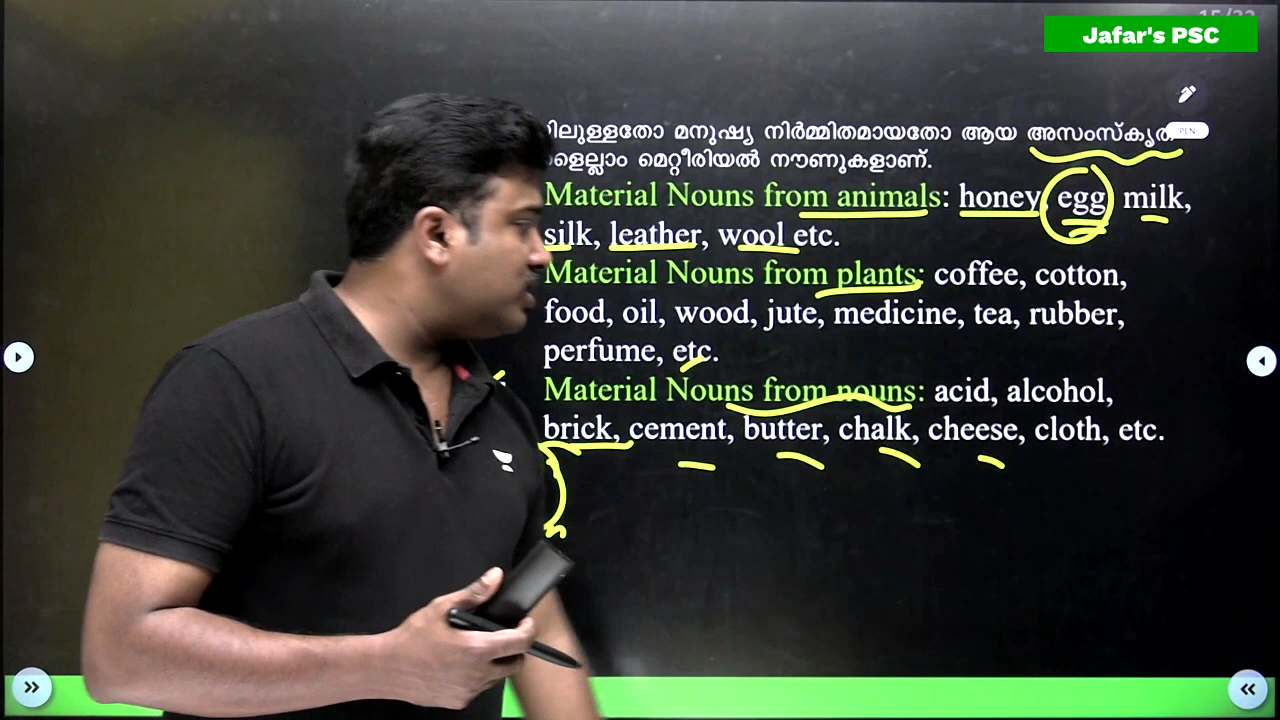 Jafar's PSC
PEN
മനുഷ്യ നിർമ്മിതമായതോ ആയ
മെറ്റീരിയൽ നൗണുകളാണ്.
Material Nouns from animals: honey, egg milk,
silk, leather, wool etc.
Material Nouns from plants: coffee, cotton,
food, oil, wood, jute, medicine, tea, rubber,
perfume, etc.
Material Nouns from nouns: acid, alcohol,
brick, cement, butter, chalk, cheese, cloth, etc.